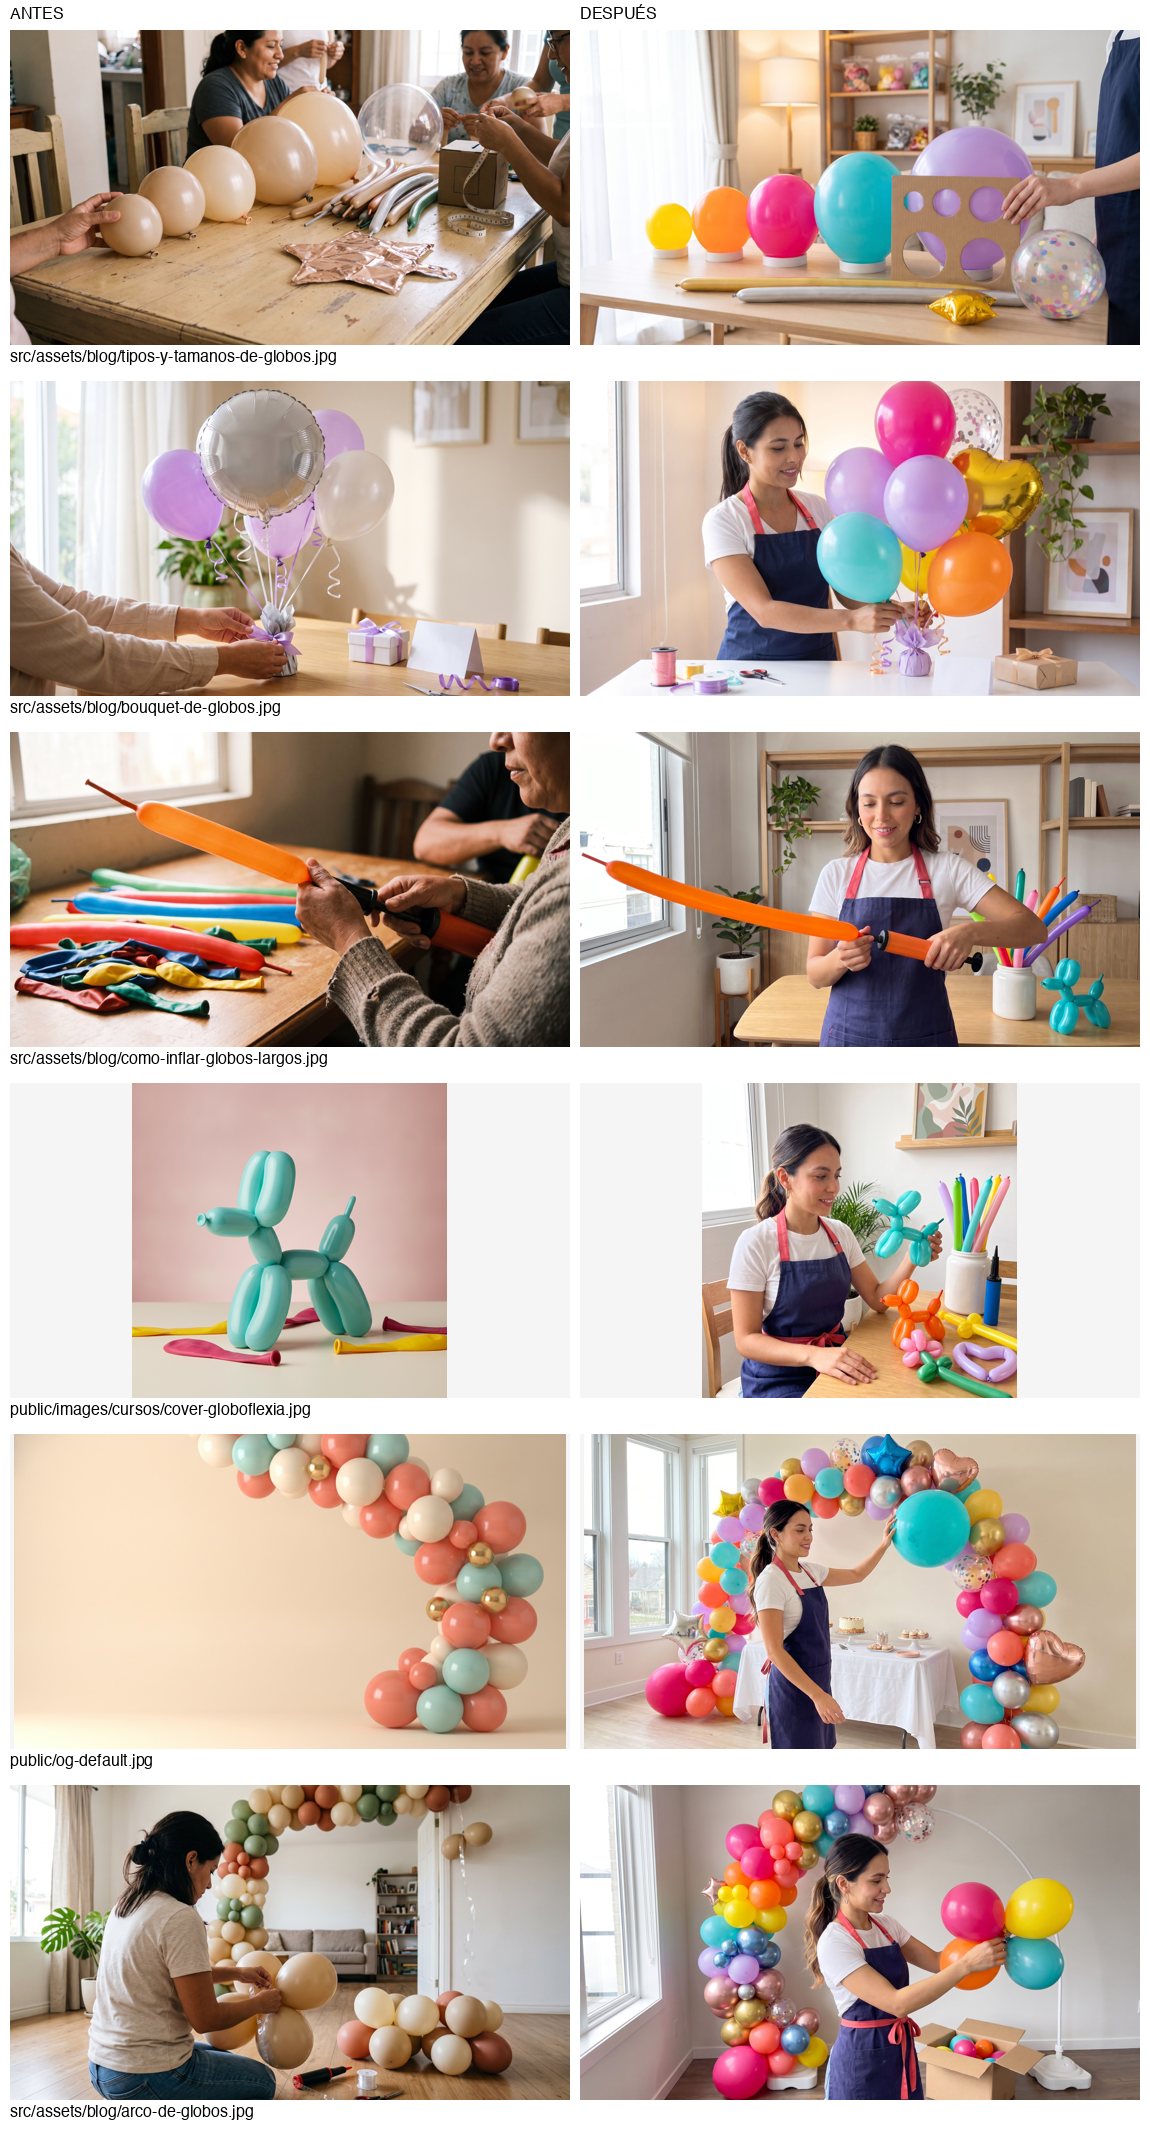 ANTES
DESPUÉS
src/assets/blog/tipos-y-tamanos-de-globos.jpg
src/assets/blog/bouquet-de-globos.jpg
src/assets/blog/como-inflar-globos-largos.jpg
public/images/cursos/cover-globoflexia.jpg
public/og-default.jpg
src/assets/blog/arco-de-globos.jpg